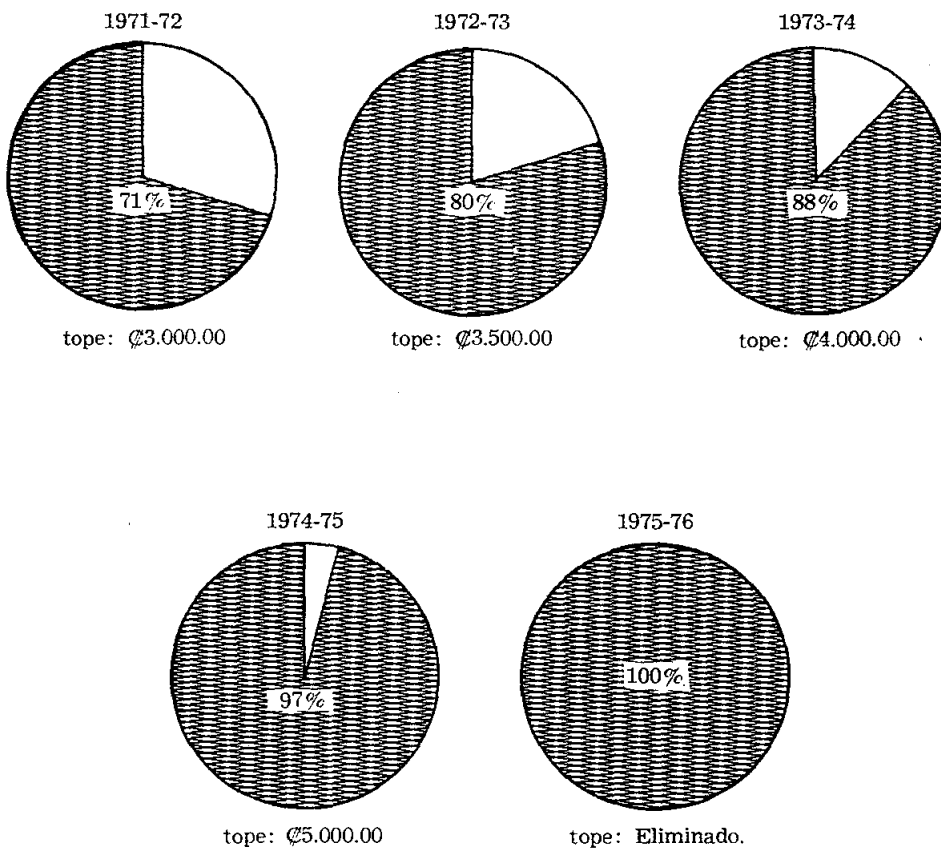 1971-72
1972-73
1973-74
71%
80%
88%
tope: ₡3.000.00
tope: ₡3.500.00
tope: ₡4.000.00
1974-75
1975-76
97%
100%
tope: ₡5.000.00
tope: Eliminado.